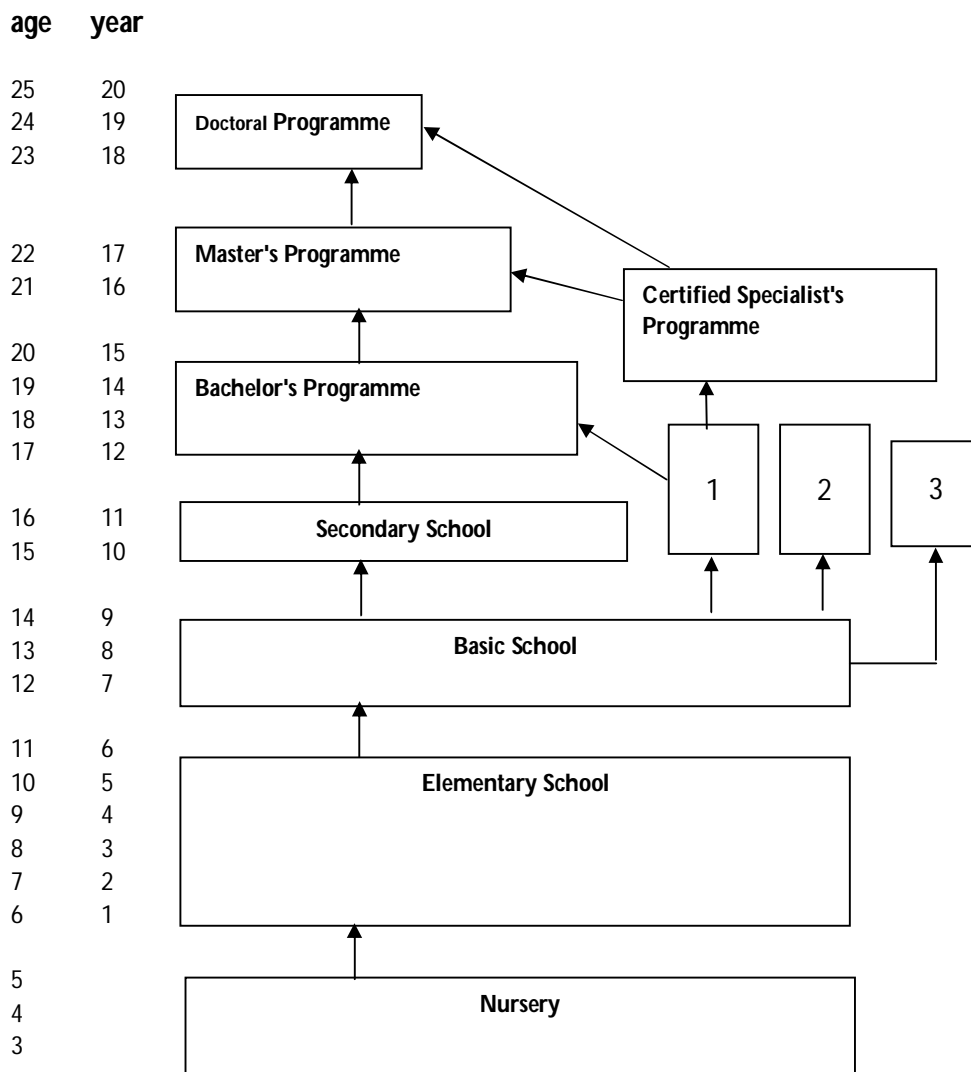 age year
25 20
24 19
Doctoral Programme
23 18
22 17
Master's Programme
21 16
Certified Specialist's
Programme
20 15
19 14
Bachelor's Programme
18 13
17 12
1 2 3
16 11
Secondary School
15 10
14 9
13 8
Basic School
12 7
11 6
10 5
Elementary School
9 4
8 3
7 2
6 1
5
4
Nursery
3